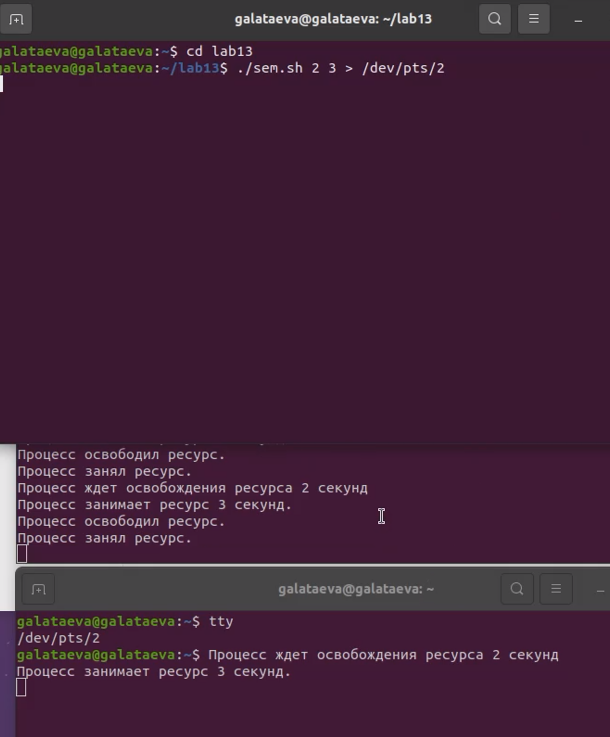 galataeva@galataeva: ~/lab13
galataeva@galataeva:~$ cd lab13
galataeva@galataeva:~/lab13$ ./sem.sh 2 3 > /dev/pts/2
Процесс освободил ресурс.
Процесс занял ресурс.
Процесс ждет освобождения ресурса 2 секунд
Процесс занимает ресурс 3 секунд.
Процесс освободил ресурс.
Процесс занял ресурс.
galataeva@galataeva: ~
galataeva@galataeva:~$ tty
/dev/pts/2
galataeva@galataeva:~$ Процесс ждет освобождения ресурса 2 секунд
Процесс занимает ресурс 3 секунд.